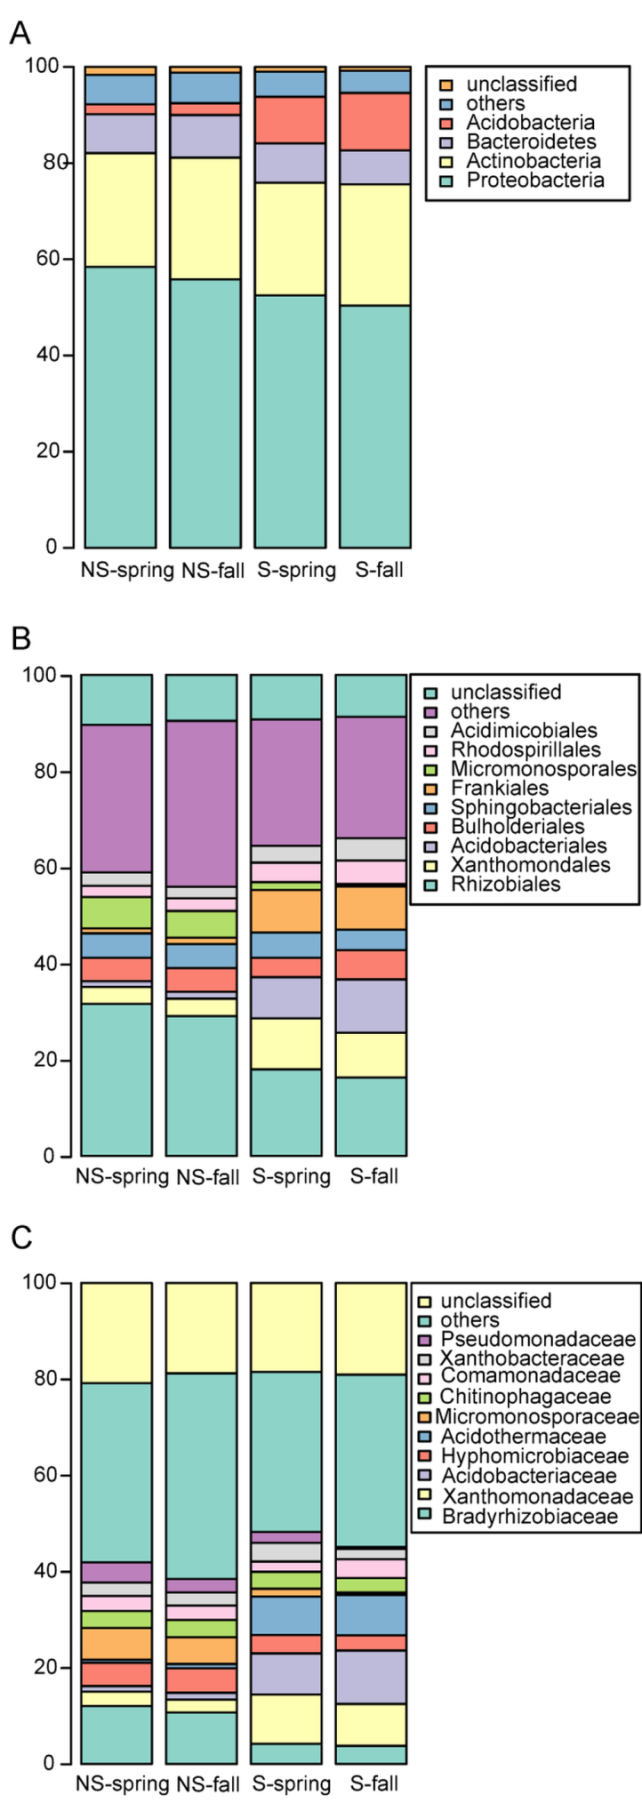 A
100
80
60
40
20
0
NS-spring NS-fall S-spring S-fall
unclassified
others
Acidobacteria
Bacteroidetes
Actinobacteria
Proteobacteria
B
100
80
60
40
20
0
NS-spring NS-fall S-spring S-fall
unclassified
others
Acidimicobiales
Rhodospirillales
Micromonosporales
Frankiales
Sphingobacteriales
Bulholderiales
Acidobacteriales
Xanthomondales
Rhizobiales
C
100
80
60
40
20
0
NS-spring NS-fall S-spring S-fall
unclassified
others
Pseudomonadaceae
Xanthobacteraceae
Comamonadaceae
Chitinophagaceae
Micromonosporaceae
Acidothermaceae
Hyphomicrobiaceae
Acidobacteriaceae
Xanthomonadaceae
Bradyrhizobiaceae